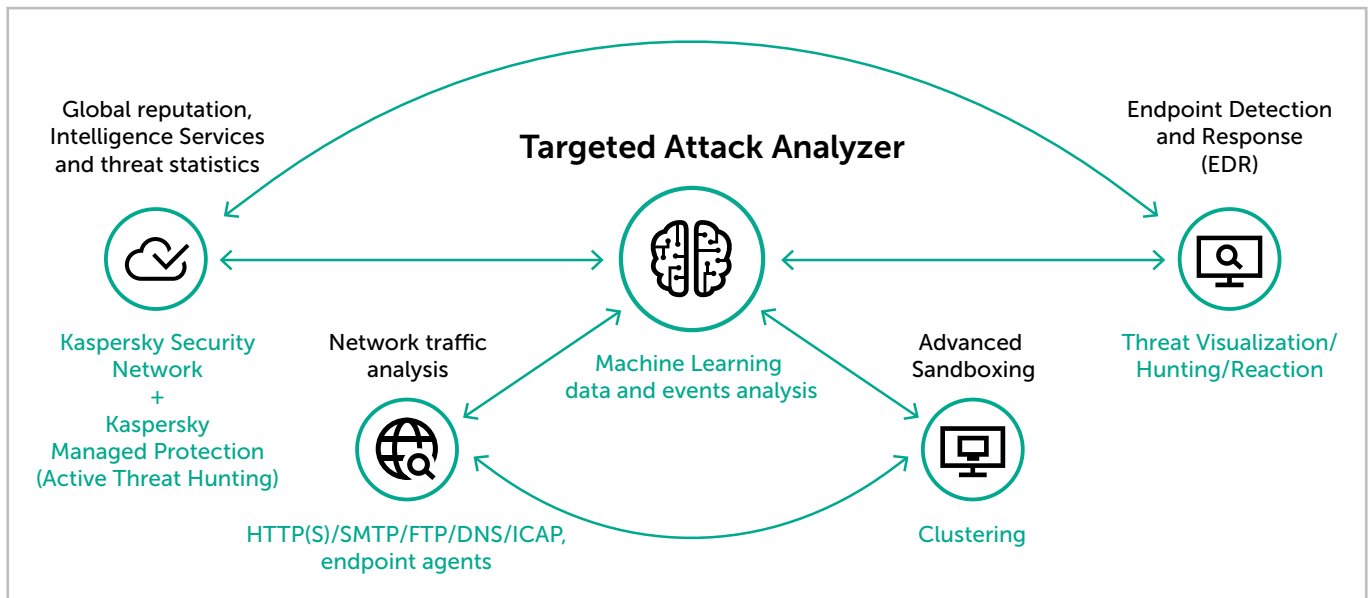 Global reputation,
Intelligence Services
and threat statistics
Targeted Attack Analyzer
Endpoint Detection
and Response
(EDR)
Kaspersky Security
Network
+
Kaspersky
Managed Protection
(Active Threat Hunting)
Network traffic
analysis
Machine Learning
data and events analysis
Advanced
Sandboxing
Threat Visualization/
Hunting/Reaction
HTTP(S)/SMTP/FTP/DNS/ICAP,
endpoint agents
Clustering